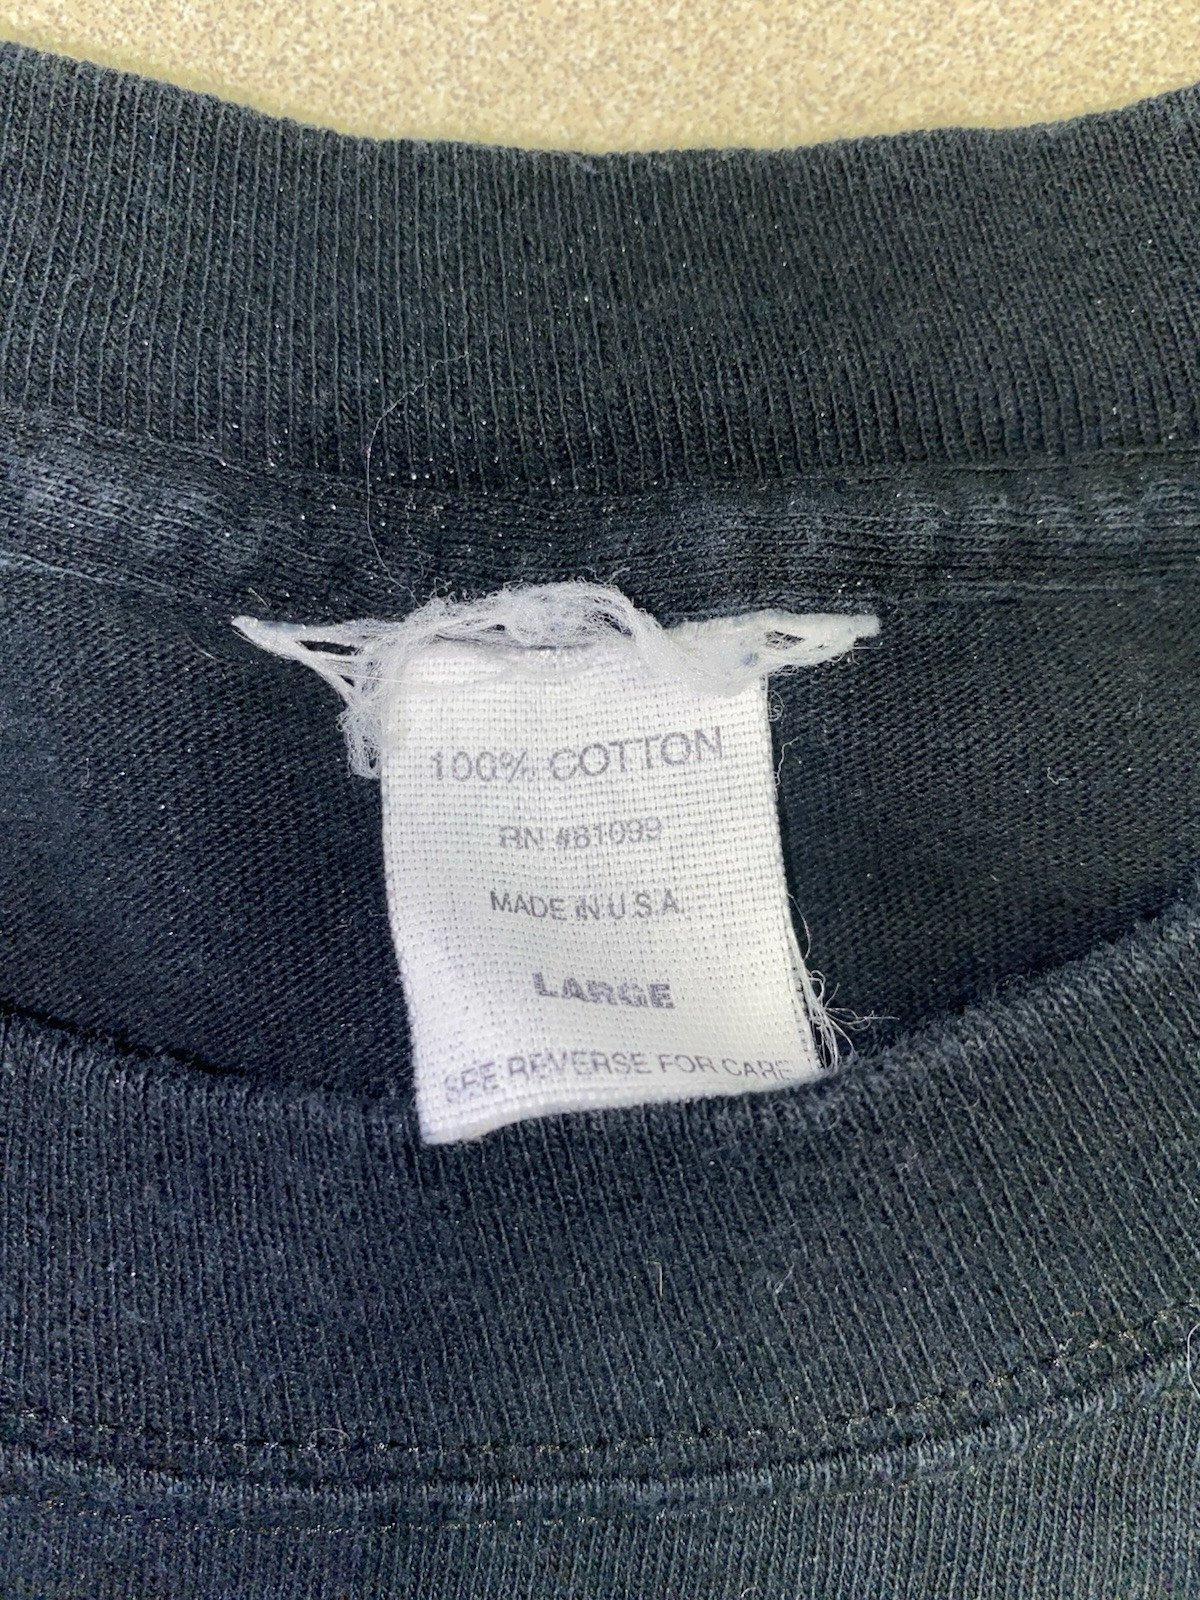 100% COTTON
RN #81099
MADE IN U.S.A.
LARGE
SEE REVERSE FOR CARE